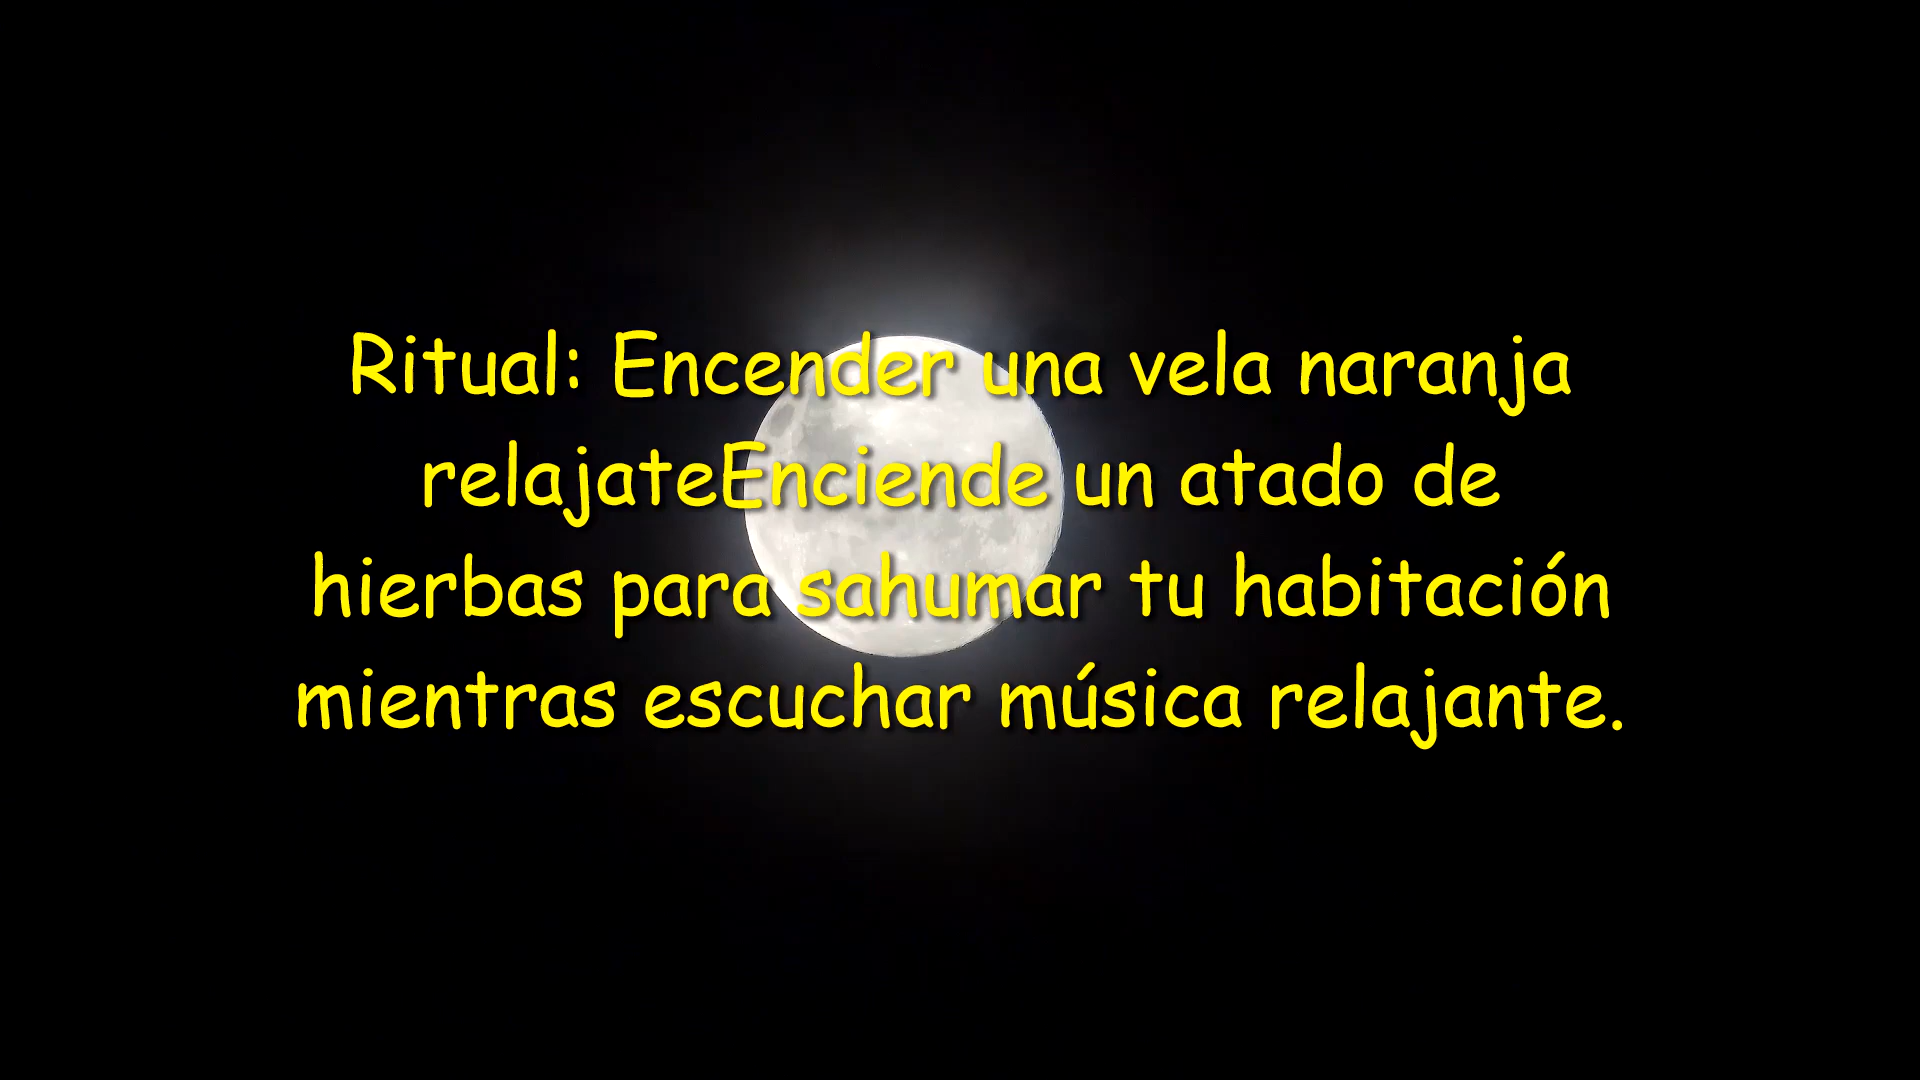 Ritual: Encender una vela naranja
relajateEnciende un atado de
hierbas para sahumar tu habitación
mientras escuchar música relajante.